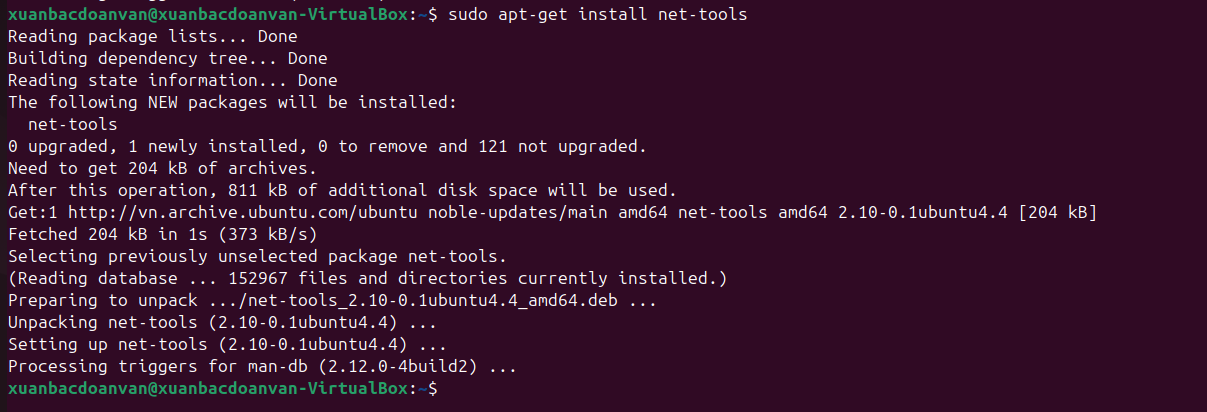 xuanbacdoanvan@xuanbacdoanvan-VirtualBox:~$ sudo apt-get install net-tools
Reading package lists... Done
Building dependency tree... Done
Reading state information... Done
The following NEW packages will be installed:
  net-tools
0 upgraded, 1 newly installed, 0 to remove and 121 not upgraded.
Need to get 204 kB of archives.
After this operation, 811 kB of additional disk space will be used.
Get:1 http://vn.archive.ubuntu.com/ubuntu noble-updates/main amd64 net-tools amd64 2.10-0.1ubuntu4.4 [204 kB]
Fetched 204 kB in 1s (373 kB/s)
Selecting previously unselected package net-tools.
(Reading database ... 152967 files and directories currently installed.)
Preparing to unpack .../net-tools_2.10-0.1ubuntu4.4_amd64.deb ...
Unpacking net-tools (2.10-0.1ubuntu4.4) ...
Setting up net-tools (2.10-0.1ubuntu4.4) ...
Processing triggers for man-db (2.12.0-4build2) ...
xuanbacdoanvan@xuanbacdoanvan-VirtualBox:~$